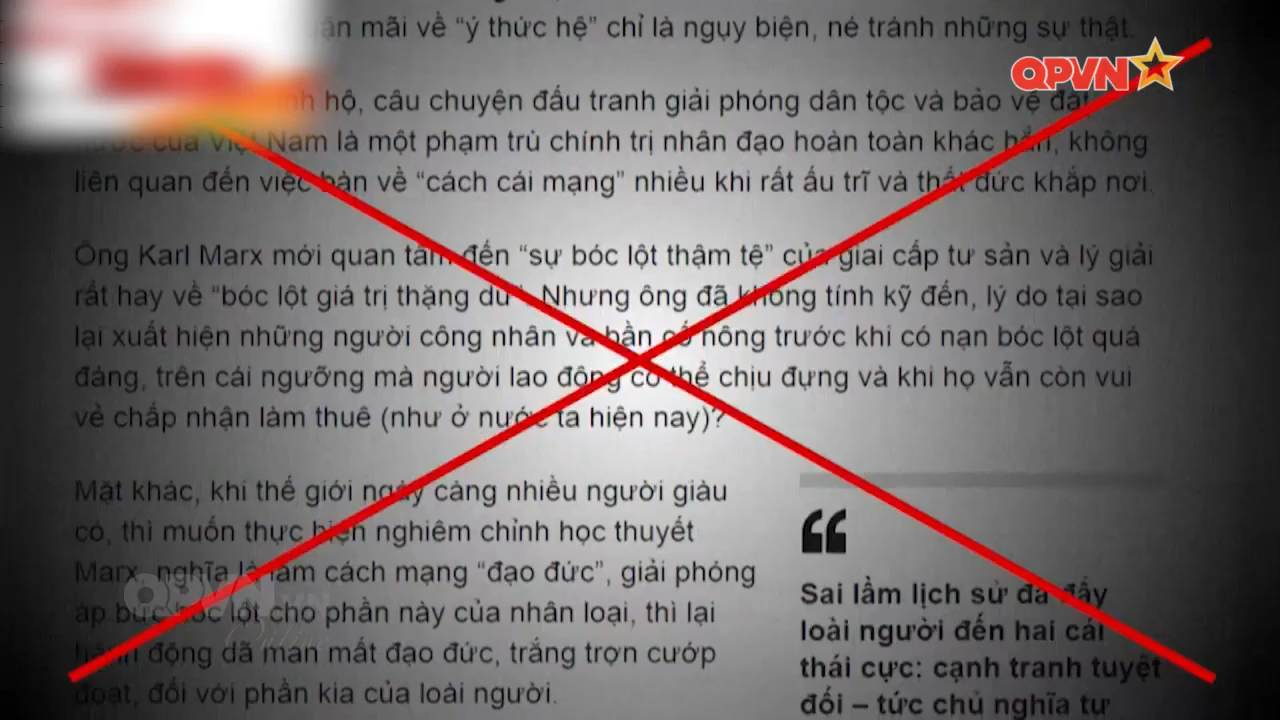 mãi về “ý thức hệ” chỉ là ngụy biện, né tránh những sự thật.
QPVN
hộ, câu chuyện đấu tranh giải phóng dân tộc và bảo vệ đất
nước của Việt Nam là một phạm trù chính trị nhân đạo hoàn toàn khác hẳn, không
liên quan đến việc bàn về “cách cái mạng” nhiều khi rất ấu trĩ và thất đức khắp nơi.
Ông Karl Marx mới quan tâm đến “sự bóc lột thậm tệ” của giai cấp tư sản và lý giải
rất hay về “bóc lột giá trị thặng dư”. Nhưng ông đã không tính kỹ đến, lý do tại sao
lại xuất hiện những người công nhân và bần cố nông trước khi có nạn bóc lột quá
đáng, trên cái ngưỡng mà người lao động có thể chịu đựng và khi họ vẫn còn vui
vẻ chấp nhận làm thuê (như ở nước ta hiện nay)?
Mặt khác, khi thế giới ngày càng nhiều người giàu
có, thì muốn thực hiện nghiêm chỉnh học thuyết
Marx, nghĩa là làm cách mạng “đạo đức”, giải phóng
áp bức bóc lột cho phần này của nhân loại, thì lại
hành động dã man mất đạo đức, trắng trợn cướp
đoạt, đối với phần kia của loài người.
“
Sai lầm lịch sử đã đẩy
loài người đến hai cái
thái cực: cạnh tranh tuyệt
đối – tức chủ nghĩa tư
QPVN.VN
Online